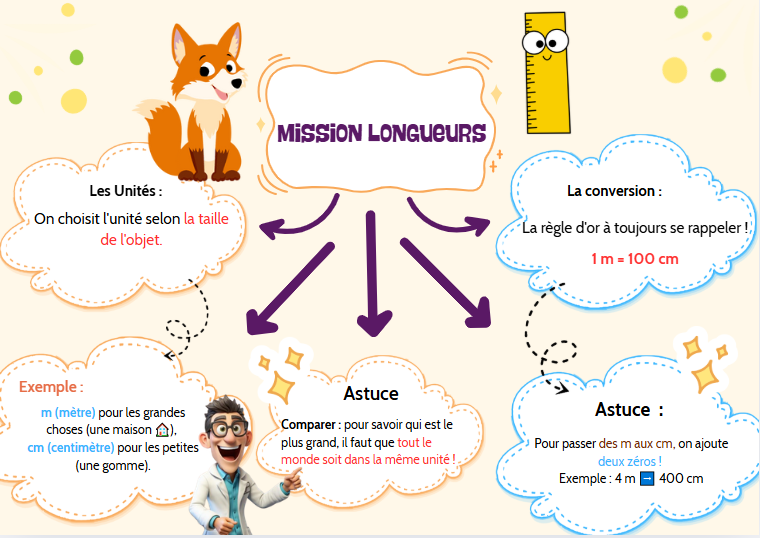 Mission Longueurs
Les Unités :
On choisit l'unité selon la taille
de l'objet.
La conversion :
La règle d'or à toujours se rappeler !
1 m = 100 cm
Exemple :
m (mètre) pour les grandes
choses (une maison 🏠),
cm (centimètre) pour les petites
(une gomme).
Astuce
Comparer : pour savoir qui est le
plus grand, il faut que tout le
monde soit dans la même unité !
Astuce :
Pour passer des m aux cm, on ajoute
deux zéros !
Exemple : 4 m ➡ 400 cm